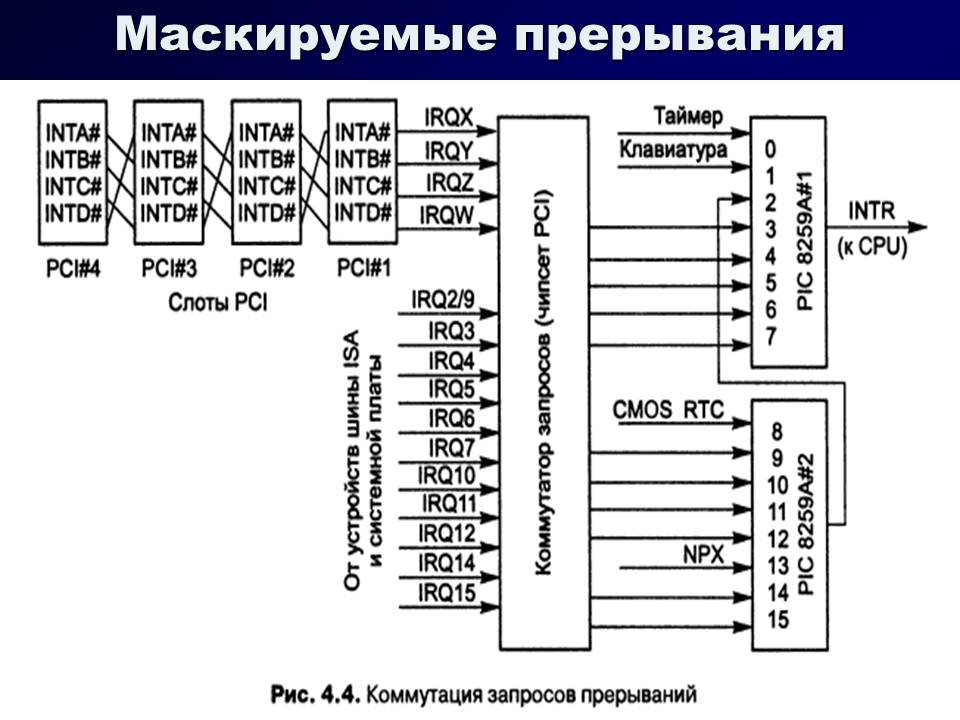 Маскируемые прерывания
INTA# INTA# INTA# INTA#
INTB# INTB# INTB# INTB#
INTC# INTC# INTC# INTC#
INTD# INTD# INTD# INTD#
PCI#4 PCI#3 PCI#2 PCI#1
Слоты PCI
IRQX
IRQY
IRQZ
IRQW
От устройств шины ISA
и системной платы
IRQ2/9
IRQ3
IRQ4
IRQ5
IRQ6
IRQ7
IRQ10
IRQ11
IRQ12
IRQ14
IRQ15
Коммутатор запросов (чипсет PCI)
Таймер
Клавиатура
0
1
2
3
4
5
6
7
PIC 8259A#1
INTR
(к CPU)
CMOS RTC
NPX
8
9
10
11
12
13
14
15
PIC 8259A#2
Рис. 4.4. Коммутация запросов прерываний